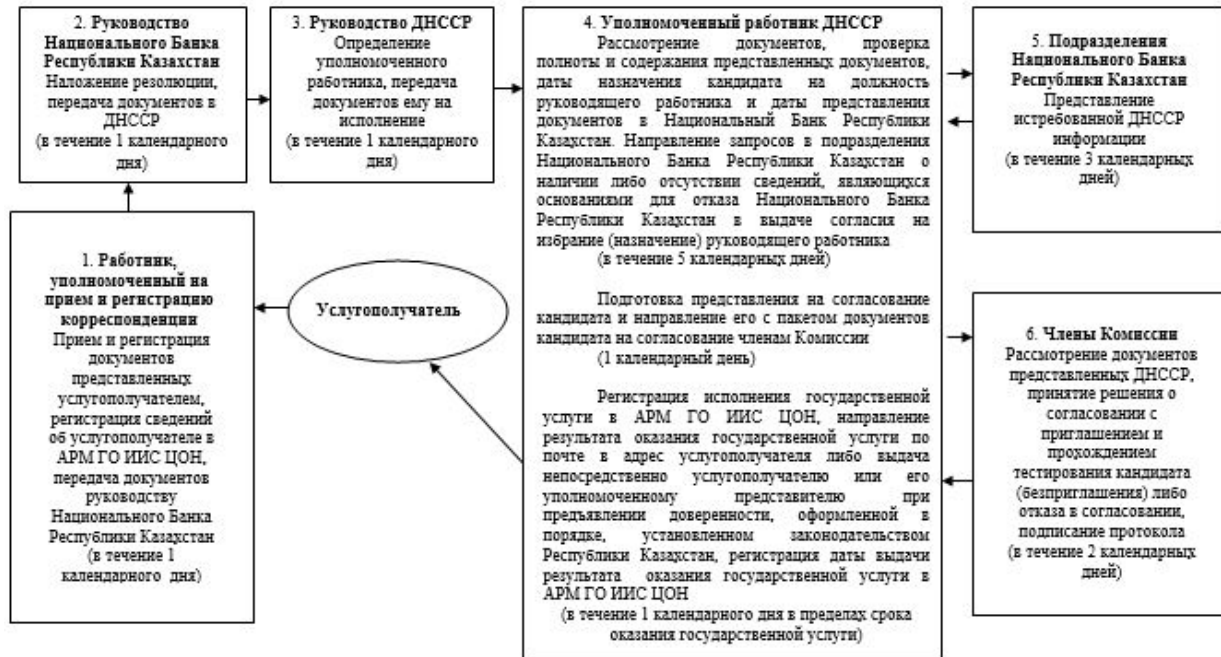 2. Руководство
Национального Банка
Республики Казахстан
Наложение резолюции,
передача документов в
ДНССР
(в течение 1 календарного
дня)
3. Руководство ДНССР
Определение
уполномоченного
работника, передача
документов ему на
исполнение
(в течение 1 календарного
дня)
4. Уполномоченный работник ДНССР
Рассмотрение документов, проверка
полноты и содержания представленных документов,
даты назначения кандидата на должность
руководящего работника и даты представления
документов в Национальный Банк Республики
Казахстан. Направление запросов в подразделения
Национального Банка Республики Казахстан о
наличии либо отсутствии сведений, являющихся
основаниями для отказа Национального Банка
Республики Казахстан в выдаче согласия на
избрание (назначение) руководящего работника
(в течение 5 календарных дней)
Подготовка представления на согласование
кандидата и направление его с пакетом документов
кандидата на согласование членам Комиссии
(1 календарный день)
Регистрация исполнения государственной
услуги в АРМ ГО ИИС ЦОН, направление
результата оказания государственной услуги по
почте в адрес услугополучателя либо выдача
непосредственно услугополучателю или его
уполномоченному представителю при
предъявлении доверенности, оформленной в
порядке, установленном законодательством
Республики Казахстан, регистрация даты выдачи
результата оказания государственной услуги в
АРМ ГО ИИС ЦОН
(в течение 1 календарного дня в пределах срока
оказания государственной услуги)
5. Подразделения
Национального Банка
Республики Казахстан
Представление
истребованной ДНССР
информации
(в течение 3 календарных
дней)
1. Работник,
уполномоченный на
прием и регистрацию
корреспонденции
Прием и регистрация
документов
представленных
услугополучателем,
регистрация сведений
об услугополучателе в
АРМ ГО ИИС ЦОН,
передача документов
руководству
Национального Банка
Республики Казахстан
(в течение 1
календарного дня)
Услугополучатель
6. Члены Комиссии
Рассмотрение документов
представленных ДНССР,
принятие решения о
согласовании с
приглашением и
прохождением
тестирования кандидата
(безприглашения) либо
отказа в согласовании,
подписание протокола
(в течение 2 календарных
дней)